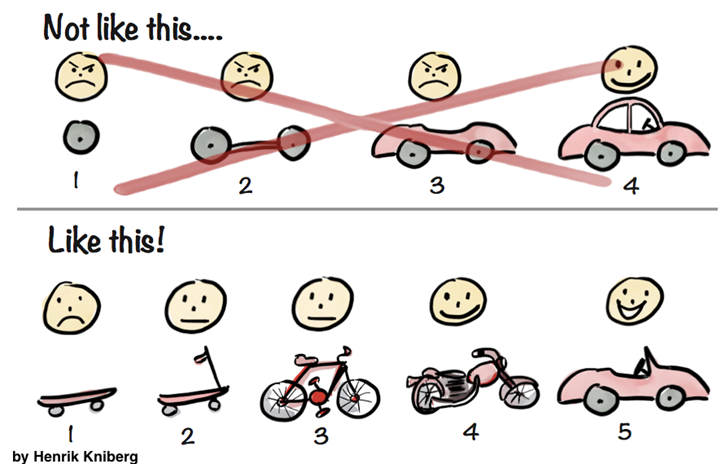 Not like this....
1 2 3 4
Like this!
1 2 3 4 5
by Henrik Kniberg